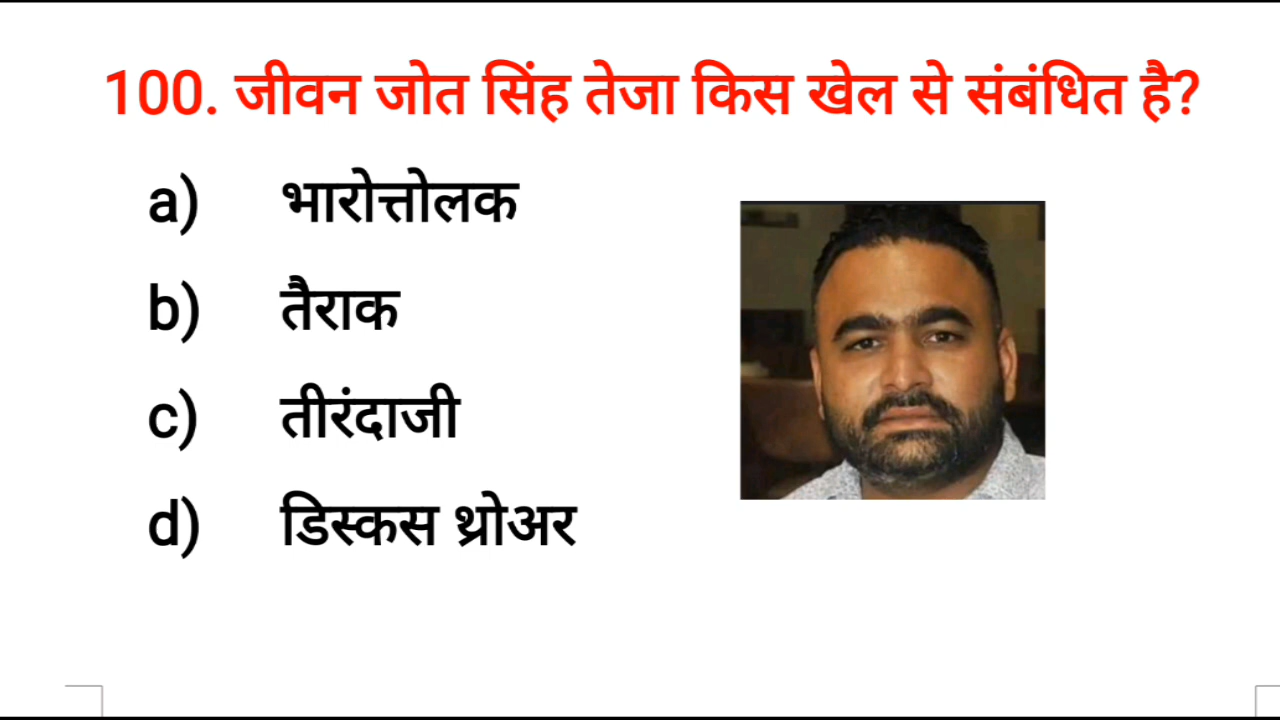 100. जीवन जोत सिंह तेजा किस खेल से संबंधित है?
a) भारोत्तोलक
b) तैराक
c) तीरंदाजी
d) डिस्कस थ्रोअर